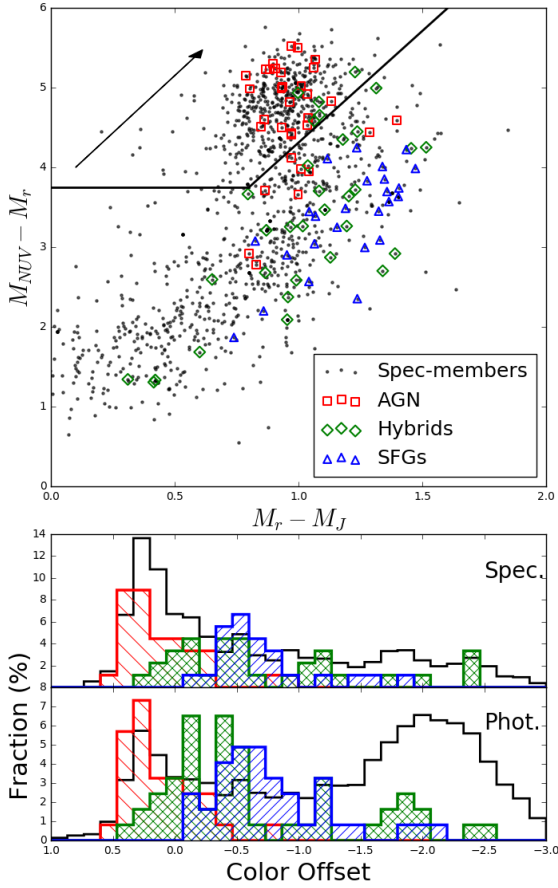 6
5
4
3
2
1
0
M_NUV − M_r
0.0 0.5 1.0 1.5 2.0
M_r − M_J
Spec-members
AGN
Hybrids
SFGs
14
12
10
8
6
4
2
8
Spec.
7
6
5
4
3
2
1
0
Phot.
Fraction (%)
1.0 0.5 0.0 −0.5 −1.0 −1.5 −2.0 −2.5 −3.0
Color Offset